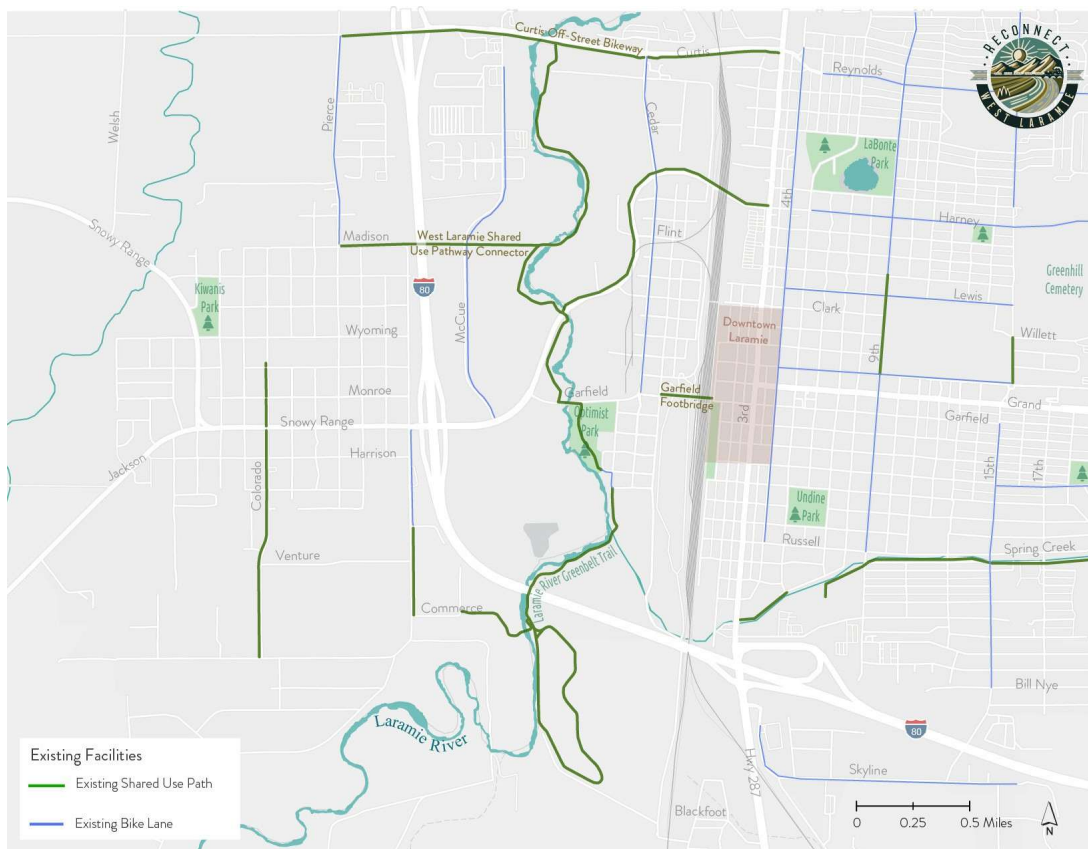 Curtis Off-Street Bikeway
Curtis
Reynolds
RECONNECT
WEST LARAMIE
Welsh
Pierce
Cedar
LaBonte
Park
4th
Snowy Range
Madison
West Laramie Shared
Use Pathway Connector
Flint
Harney
80
Greenhill
Cemetery
Kiwanis
Park
McCue
Lewis
Clark
Downtown
Laramie
Wyoming
Willett
9th
Monroe
Garfield
Garfield
Footbridge
Grand
Optimist
Park
3rd
Garfield
Snowy Range
Harrison
Jackson
15th
17th
Colorado
Undine
Park
Russell
Spring Creek
Venture
Laramie River Greenbelt Trail
Commerce
Bill Nye
Laramie River
80
Existing Facilities
Existing Shared Use Path
Existing Bike Lane
Hwy 287
Skyline
Blackfoot
0 0.25 0.5 Miles
N